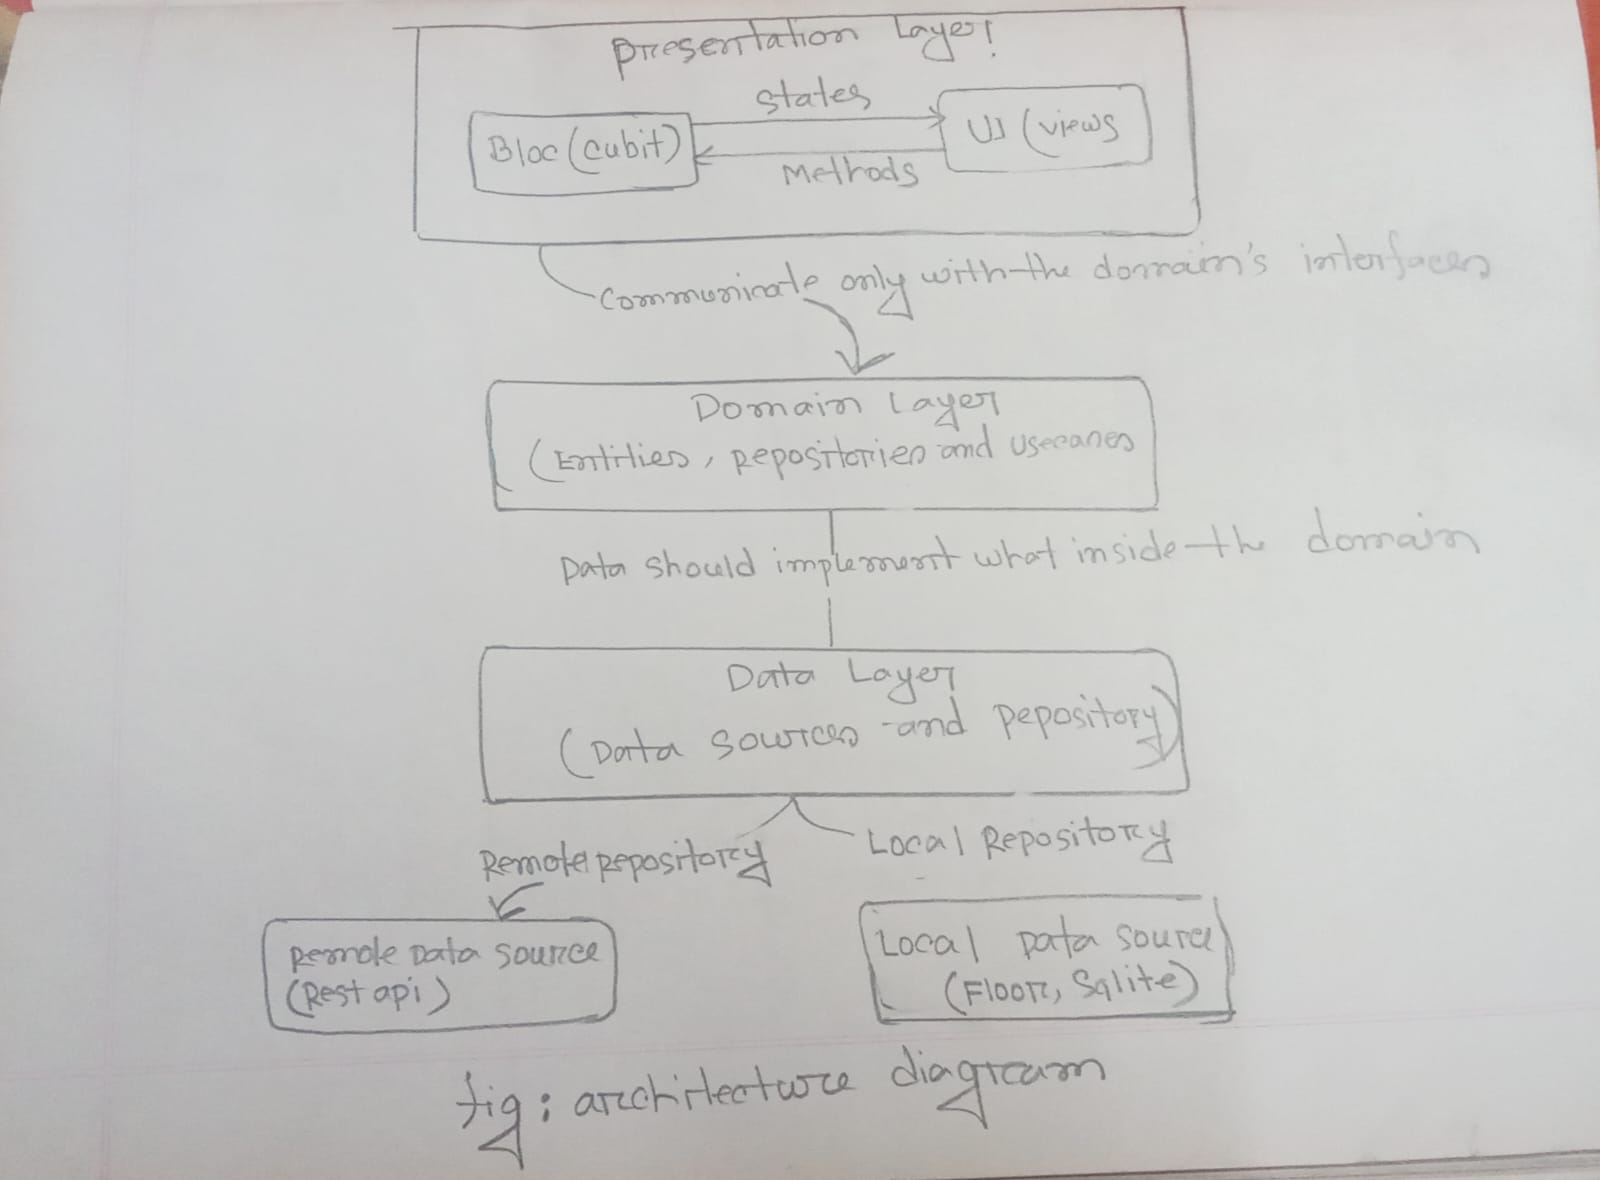 Presentation Layer!
States
Bloc (cubit)
UI (views
Methods
Communicate only with the domain's interfaces
Domain Layer
(Entities, repositories and usecases
Data should implement what inside the domain
Data Layer
(Data sources and pepository)
Remote repository
Local Repository
Remote Data source
(Rest api)
Local Data source
(Floor, Sqlite)
fig: architecture diagram